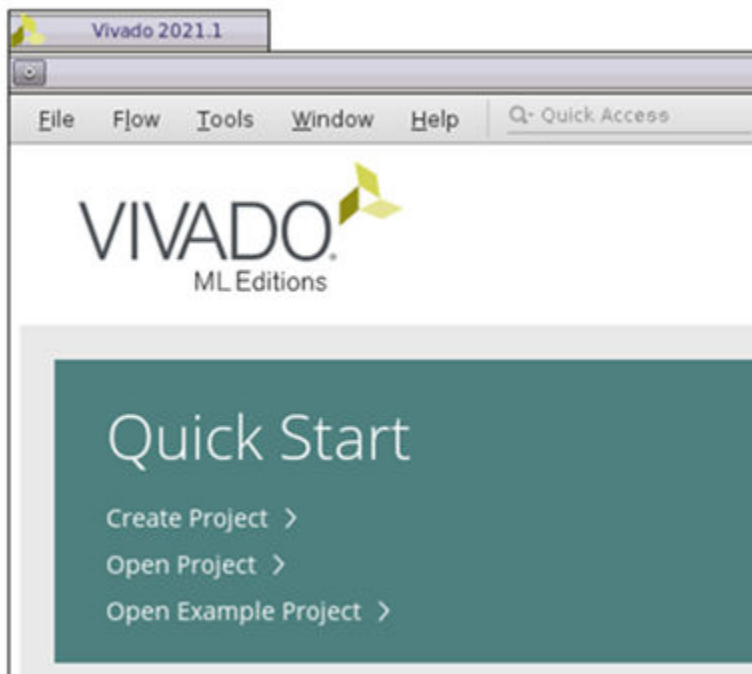 Vivado 2021.1
File Flow Tools Window Help Quick Access
VIVADO.
ML Editions
Quick Start
Create Project >
Open Project >
Open Example Project >